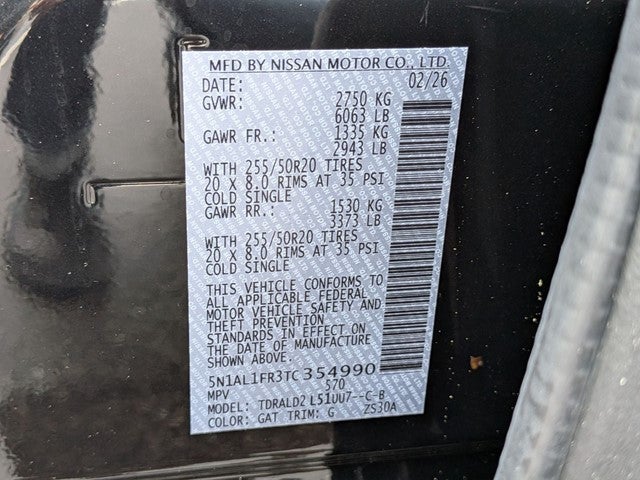 MFD BY NISSAN MOTOR CO., LTD.
DATE: 02/26
GVWR: 2750 KG
6063 LB
GAWR FR.: 1335 KG
2943 LB
WITH 255/50R20 TIRES
20 X 8.0 RIMS AT 35 PSI
COLD SINGLE
GAWR RR.: 1530 KG
3373 LB
WITH 255/50R20 TIRES
20 X 8.0 RIMS AT 35 PSI
COLD SINGLE
THIS VEHICLE CONFORMS TO
ALL APPLICABLE FEDERAL
MOTOR VEHICLE SAFETY AND
THEFT PREVENTION
STANDARDS IN EFFECT ON
THE DATE OF MANUFACTURE
SHOWN ABOVE.
5N1AL1FR3TC354990
MPV 570
MODEL: TDRALD2 L51UU7--C-B
COLOR: GAT TRIM: G ZS30A